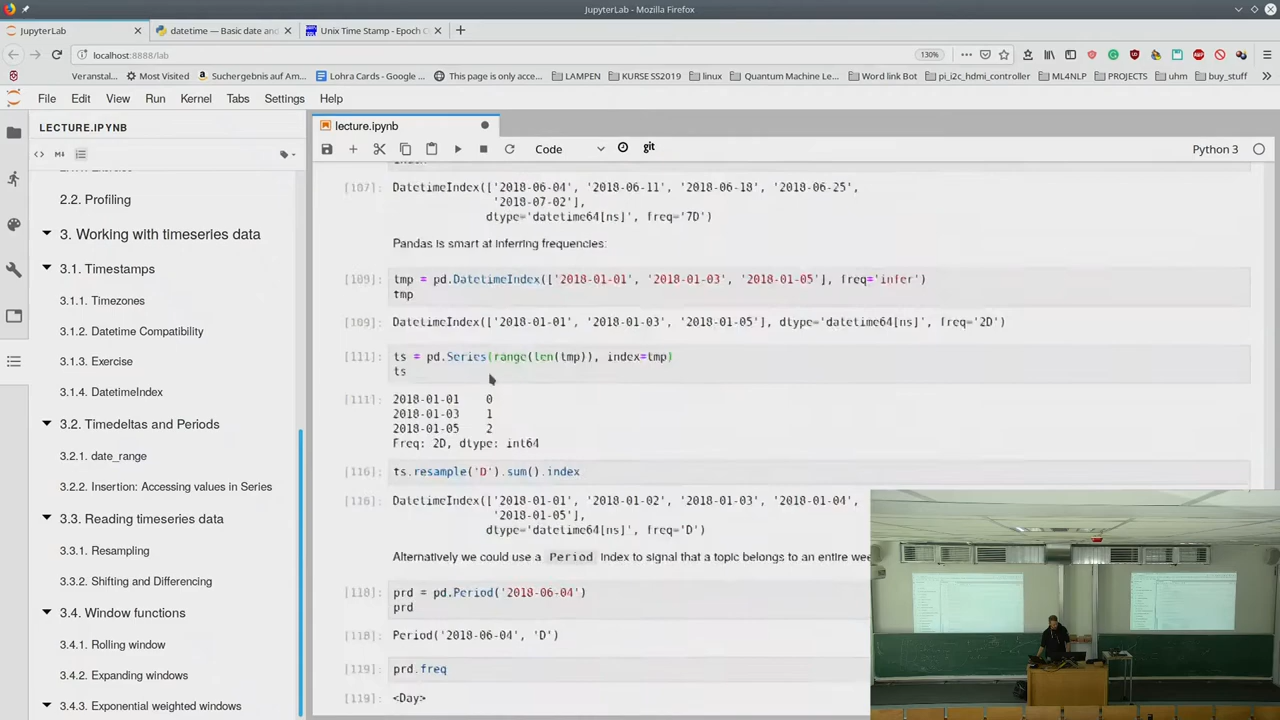 JupyterLab - Mozilla Firefox
JupyterLab
datetime — Basic date and
Unix Time Stamp - Epoch C
localhost:8888/lab
130%
Veranstal...
Most Visited
Suchergebnis auf Am...
Lohra Cards - Google ...
This page is only acce...
LAMPEN
KURSE SS2019
linux
Quantum Machine Le...
Word link Bot
pi_i2c_hdmi_controller
ML4NLP
PROJECTS
uhm
buy_stuff
File Edit View Run Kernel Tabs Settings Help
LECTURE.IPYNB
lecture.ipynb
Code
git
Python 3
2.2. Profiling
3. Working with timeseries data
3.1. Timestamps
3.1.1. Timezones
3.1.2. Datetime Compatibility
3.1.3. Exercise
3.1.4. DatetimeIndex
3.2. Timedeltas and Periods
3.2.1. date_range
3.2.2. Insertion: Accessing values in Series
3.3. Reading timeseries data
3.3.1. Resampling
3.3.2. Shifting and Differencing
3.4. Window functions
3.4.1. Rolling window
3.4.2. Expanding windows
3.4.3. Exponential weighted windows
[107]: DatetimeIndex(['2018-06-04', '2018-06-11', '2018-06-18', '2018-06-25',
'2018-07-02'],
dtype='datetime64[ns]', freq='7D')
Pandas is smart at inferring frequencies:
[109]: tmp = pd.DatetimeIndex(['2018-01-01', '2018-01-03', '2018-01-05'], freq='infer')
tmp
[109]: DatetimeIndex(['2018-01-01', '2018-01-03', '2018-01-05'], dtype='datetime64[ns]', freq='2D')
[111]: ts = pd.Series(range(len(tmp)), index=tmp)
ts
[111]: 2018-01-01 0
2018-01-03 1
2018-01-05 2
Freq: 2D, dtype: int64
[116]: ts.resample('D').sum().index
[116]: DatetimeIndex(['2018-01-01', '2018-01-02', '2018-01-03', '2018-01-04',
'2018-01-05'],
dtype='datetime64[ns]', freq='D')
Alternatively we could use a Period index to signal that a topic belongs to an entire wee
[118]: prd = pd.Period('2018-06-04')
prd
[118]: Period('2018-06-04', 'D')
[119]: prd.freq
[119]: <Day>